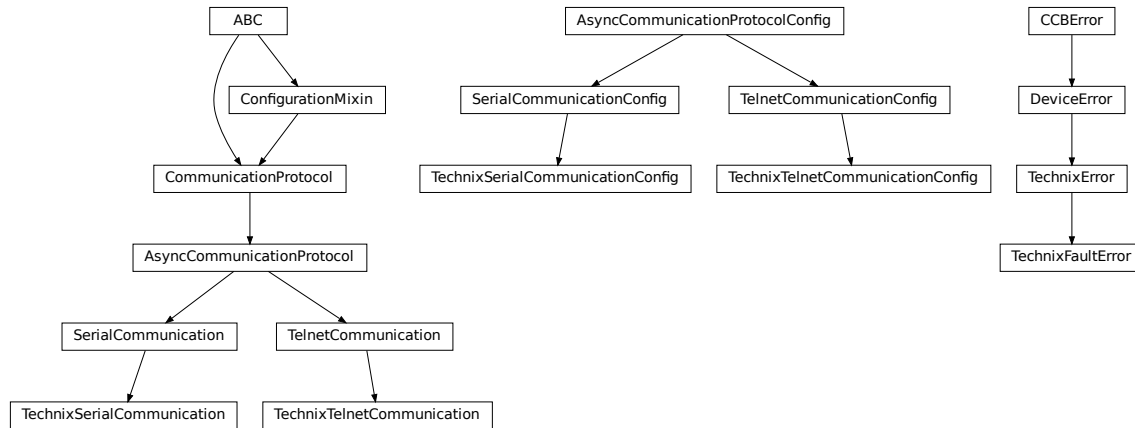 ABC
AsyncCommunicationProtocolConfig
CCBError
ConfigurationMixin
SerialCommunicationConfig
TelnetCommunicationConfig
DeviceError
CommunicationProtocol
TechnixSerialCommunicationConfig
TechnixTelnetCommunicationConfig
TechnixError
AsyncCommunicationProtocol
TechnixFaultError
SerialCommunication
TelnetCommunication
TechnixSerialCommunication
TechnixTelnetCommunication